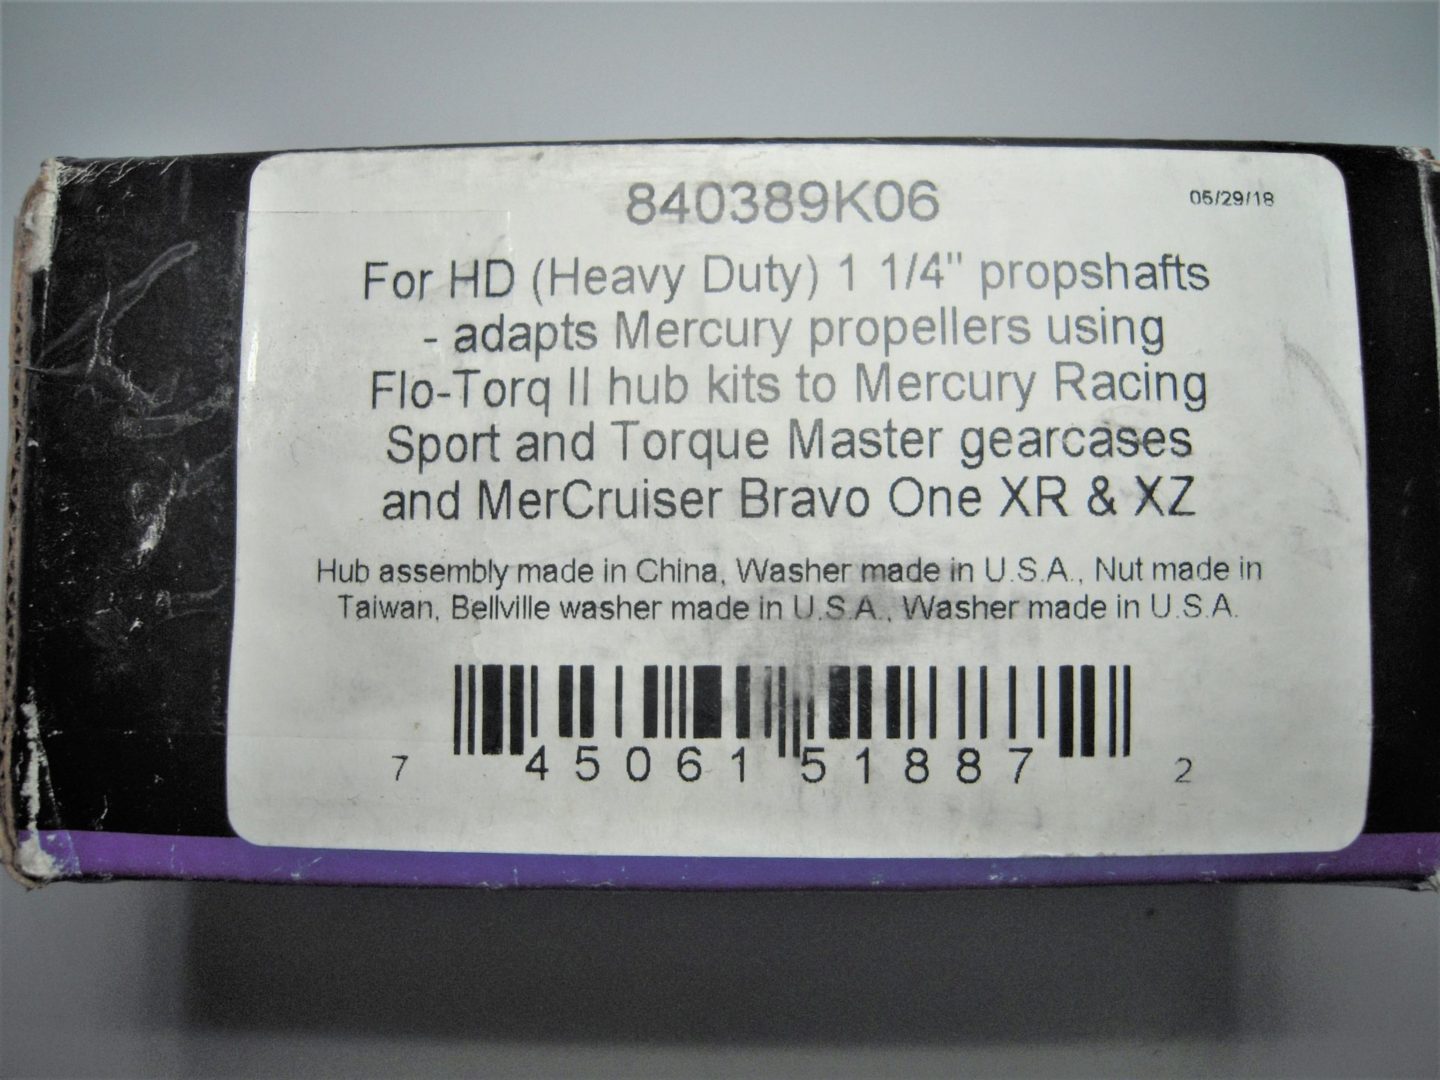 840389K06
05/29/18
For HD (Heavy Duty) 1 1/4" propshafts
- adapts Mercury propellers using
Flo-Torq II hub kits to Mercury Racing
Sport and Torque Master gearcases
and MerCruiser Bravo One XR & XZ
Hub assembly made in China, Washer made in U.S.A., Nut made in
Taiwan, Bellville washer made in U.S.A., Washer made in U.S.A.
7 45061 51887 2